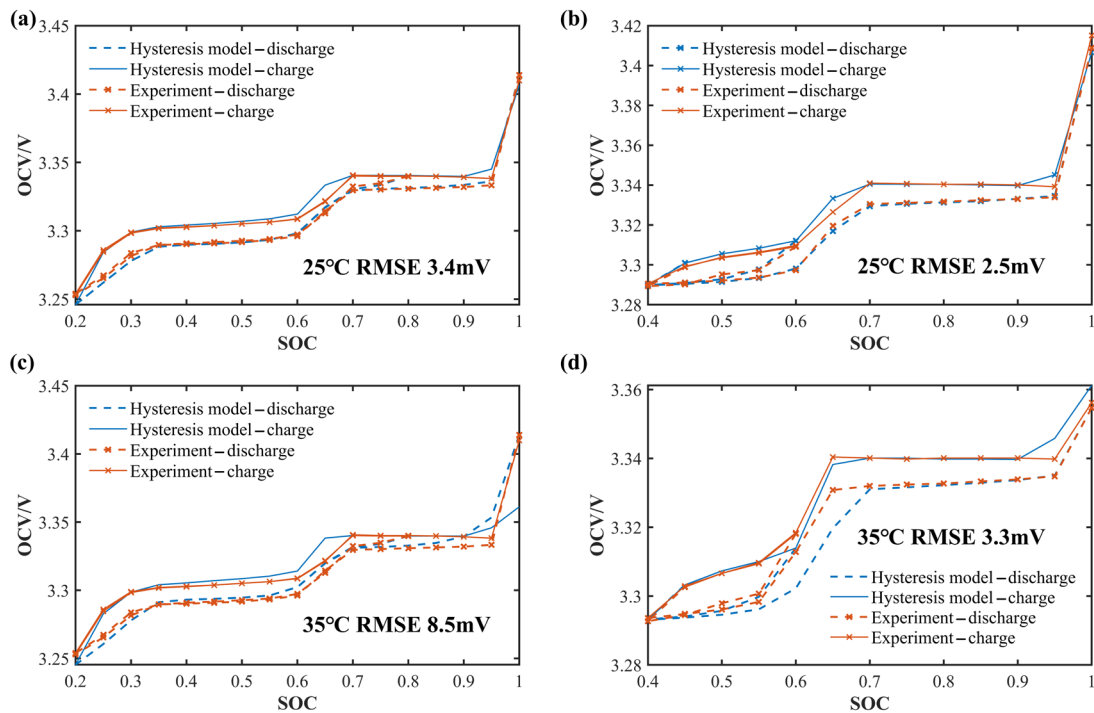 (a)
3.45
3.4
3.35
3.3
3.25
OCV/V
Hysteresis model-discharge
Hysteresis model-charge
Experiment-discharge
Experiment-charge
25°C RMSE 3.4mV
0.2 0.3 0.4 0.5 0.6 0.7 0.8 0.9 1
SOC
(b)
3.42
3.4
3.38
3.36
3.34
3.32
3.3
3.28
OCV/V
Hysteresis model-discharge
Hysteresis model-charge
Experiment-discharge
Experiment-charge
25°C RMSE 2.5mV
0.4 0.5 0.6 0.7 0.8 0.9 1
SOC
(c)
3.45
3.4
3.35
3.3
3.25
OCV/V
Hysteresis model-discharge
Hysteresis model-charge
Experiment-discharge
Experiment-charge
35°C RMSE 8.5mV
0.2 0.3 0.4 0.5 0.6 0.7 0.8 0.9 1
SOC
(d)
3.36
3.34
3.32
3.3
3.28
OCV/V
35°C RMSE 3.3mV
Hysteresis model-discharge
Hysteresis model-charge
Experiment-discharge
Experiment-charge
0.4 0.5 0.6 0.7 0.8 0.9 1
SOC